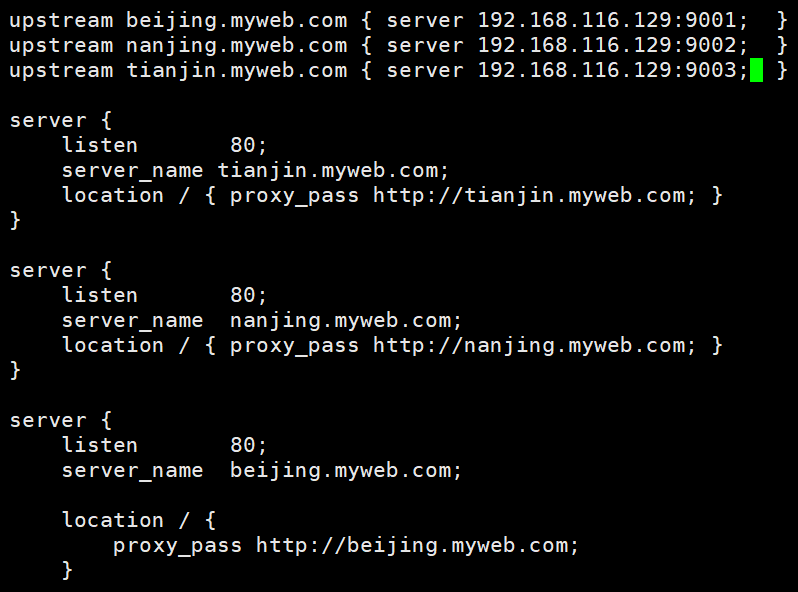 upstream beijing.myweb.com { server 192.168.116.129:9001;  }
upstream nanjing.myweb.com { server 192.168.116.129:9002;  }
upstream tianjin.myweb.com { server 192.168.116.129:9003;  }

server {
    listen       80;
    server_name tianjin.myweb.com;
    location / { proxy_pass http://tianjin.myweb.com; }
}

server {
    listen       80;
    server_name  nanjing.myweb.com;
    location / { proxy_pass http://nanjing.myweb.com; }
}

server {
    listen       80;
    server_name  beijing.myweb.com;

    location / {
        proxy_pass http://beijing.myweb.com;
    }